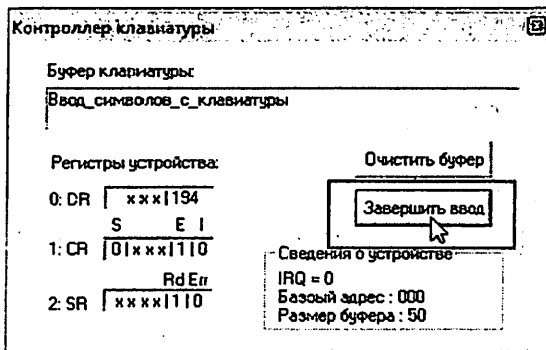 Контроллер клавиатуры
Буфер клавиатуры:
Ввод_символов_с_клавиатуры
Регистры устройства:
Очистить буфер
0: DR xxx|194
Завершить ввод
S E I
1: CR |0|xxx|1|0
Сведения о устройстве
Rd Err
IRQ = 0
2: SR xxxx|1|0
Базовый адрес : 000
Размер буфера : 50